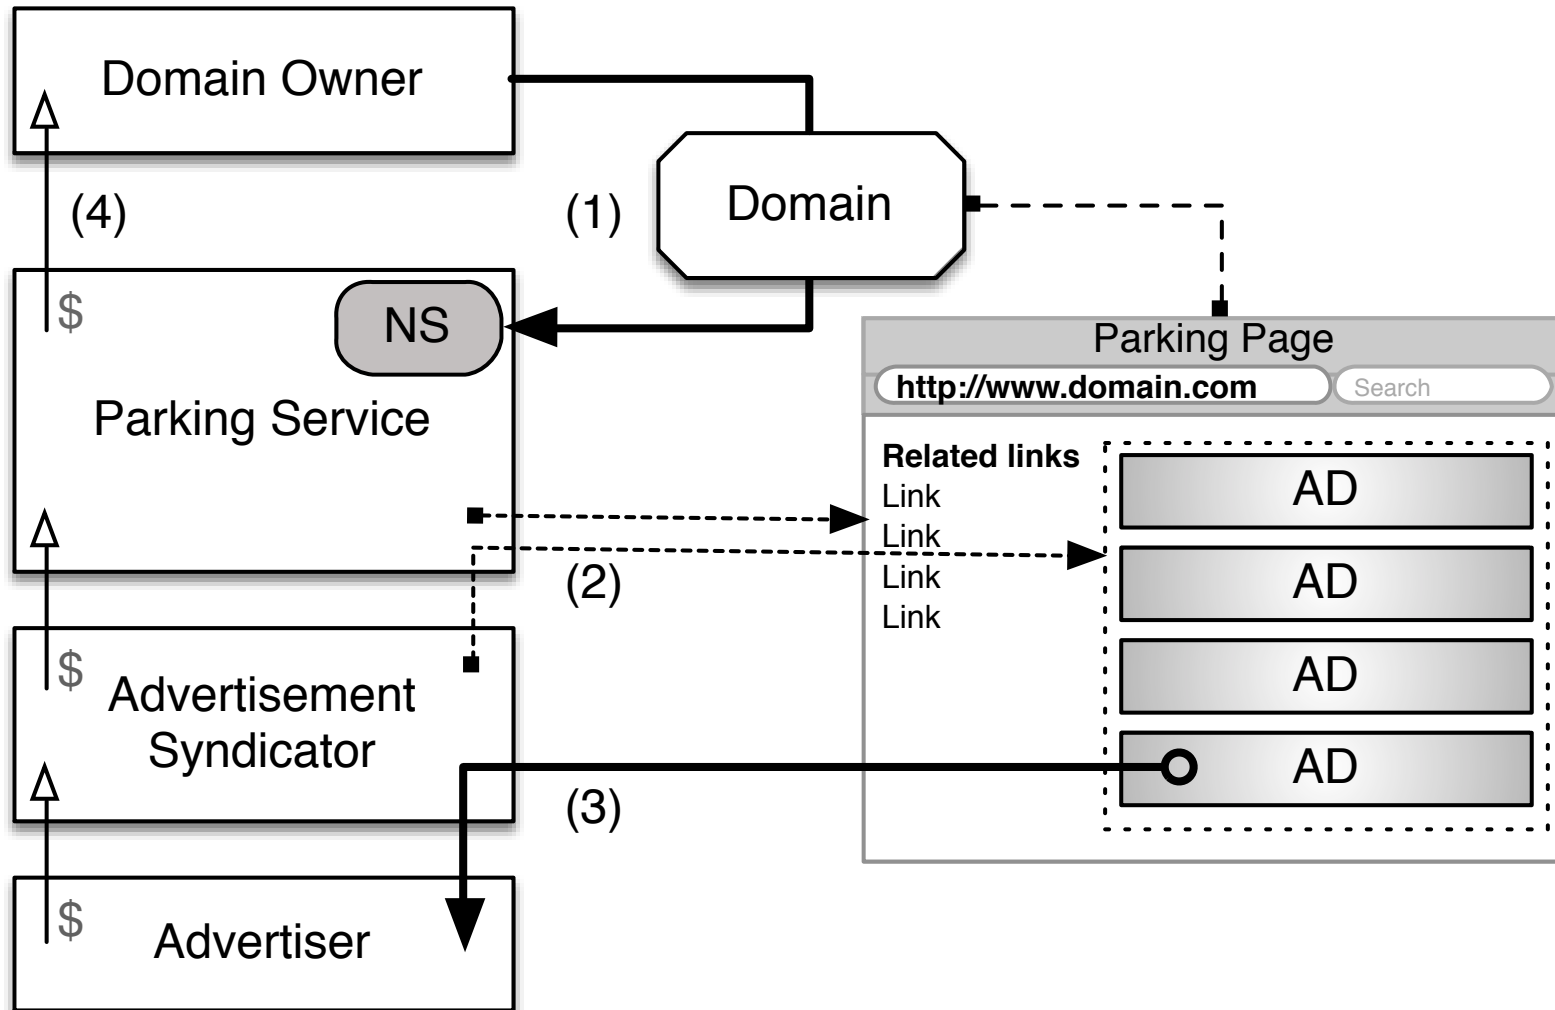 Domain Owner
(4)
(1)
Domain
$
NS
Parking Service
Parking Page
http://www.domain.com
Search
Related links
Link
Link
Link
Link
AD
AD
AD
AD
(2)
$
Advertisement
Syndicator
(3)
$
Advertiser